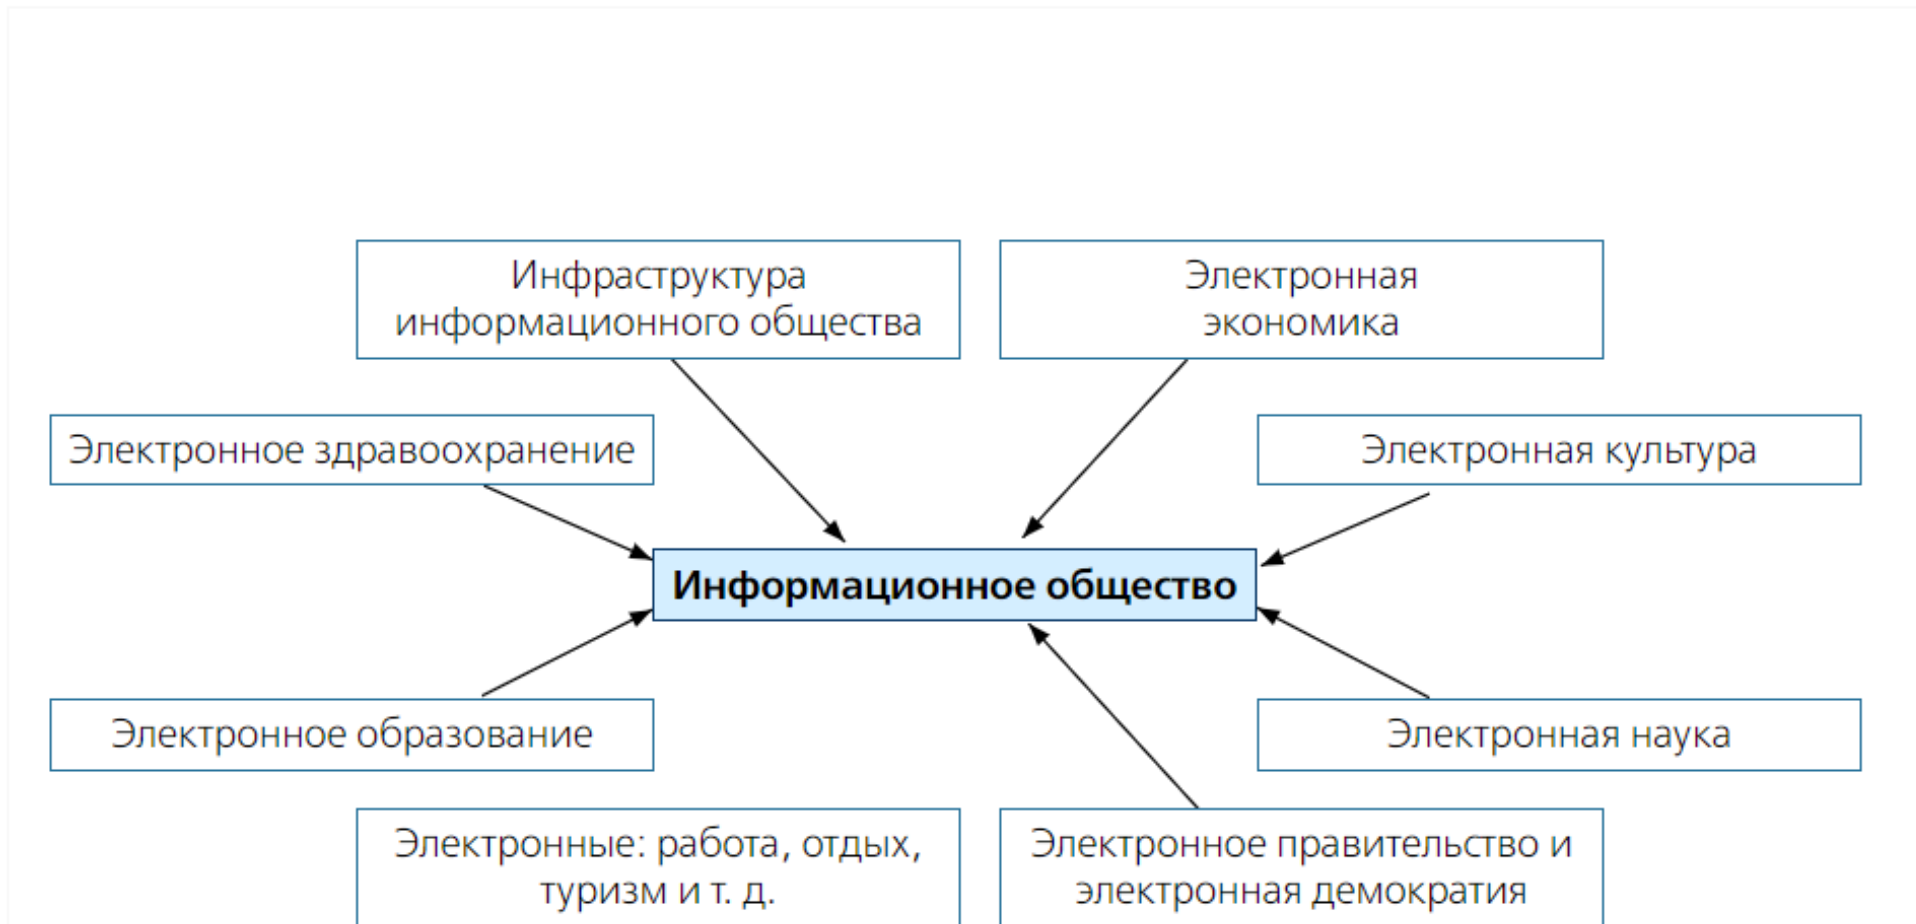 Инфраструктура
информационного общества
Электронная
экономика
Электронное здравоохранение
Электронная культура
Информационное общество
Электронное образование
Электронная наука
Электронные: работа, отдых,
туризм и т. д.
Электронное правительство и
электронная демократия